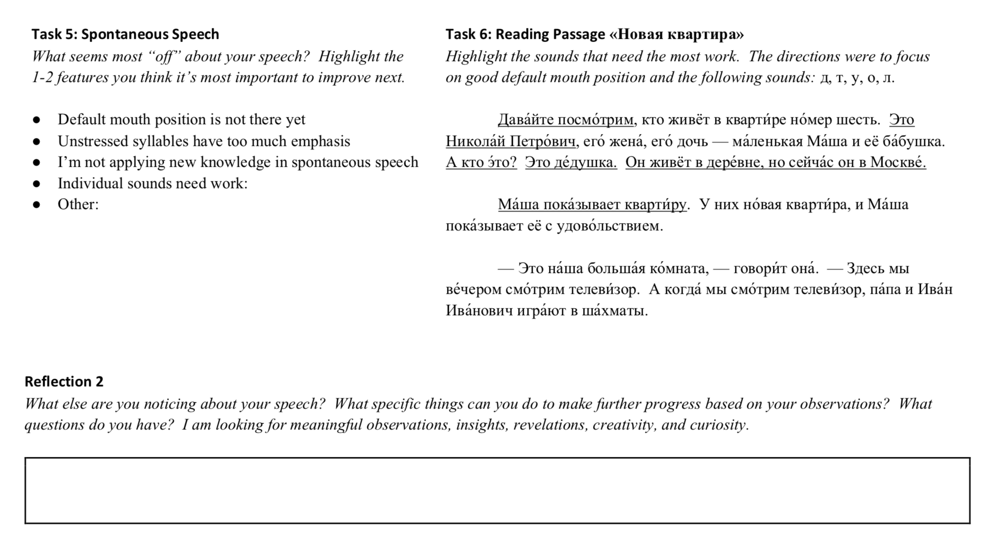 Task 5: Spontaneous Speech
What seems most “off” about your speech?  Highlight the
1-2 features you think it’s most important to improve next.
● Default mouth position is not there yet
● Unstressed syllables have too much emphasis
● I’m not applying new knowledge in spontaneous speech
● Individual sounds need work:
● Other:
Task 6: Reading Passage «Новая квартира»
Highlight the sounds that need the most work.  The directions were to focus
on good default mouth position and the following sounds: д, т, у, о, л.
Дава́йте посмо́трим, кто живёт в кварти́ре но́мер шесть.  Это
Никола́й Петро́вич, его́ жена́, его́ дочь — ма́ленькая Ма́ша и её ба́бушка.
А кто э́то?  Это де́душка.  Он живёт в дере́вне, но сейча́с он в Москве́.
Ма́ша пока́зывает кварти́ру.  У них но́вая кварти́ра, и Ма́ша
пока́зывает её с удово́льствием.
— Это на́ша больша́я ко́мната, — говори́т она́.  — Здесь мы
ве́чером смо́трим телеви́зор.  А когда́ мы смо́трим телеви́зор, па́па и Ива́н
Ива́нович игра́ют в ша́хматы.
Reflection 2
What else are you noticing about your speech?  What specific things can you do to make further progress based on your observations?  What
questions do you have?  I am looking for meaningful observations, insights, revelations, creativity, and curiosity.